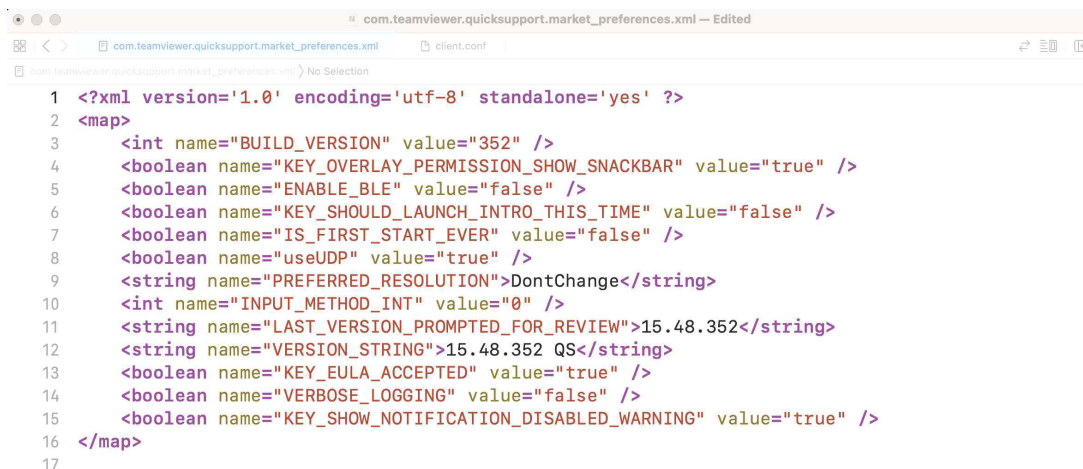 com.teamviewer.quicksupport.market_preferences.xml — Edited
com.teamviewer.quicksupport.market_preferences.xml client.conf
com.teamviewer.quicksupport.market_preferences.xml 〉No Selection
1 <?xml version='1.0' encoding='utf-8' standalone='yes' ?>
2 <map>
3 <int name="BUILD_VERSION" value="352" />
4 <boolean name="KEY_OVERLAY_PERMISSION_SHOW_SNACKBAR" value="true" />
5 <boolean name="ENABLE_BLE" value="false" />
6 <boolean name="KEY_SHOULD_LAUNCH_INTRO_THIS_TIME" value="false" />
7 <boolean name="IS_FIRST_START_EVER" value="false" />
8 <boolean name="useUDP" value="true" />
9 <string name="PREFERRED_RESOLUTION">DontChange</string>
10 <int name="INPUT_METHOD_INT" value="0" />
11 <string name="LAST_VERSION_PROMPTED_FOR_REVIEW">15.48.352</string>
12 <string name="VERSION_STRING">15.48.352 QS</string>
13 <boolean name="KEY_EULA_ACCEPTED" value="true" />
14 <boolean name="VERBOSE_LOGGING" value="false" />
15 <boolean name="KEY_SHOW_NOTIFICATION_DISABLED_WARNING" value="true" />
16 </map>
17